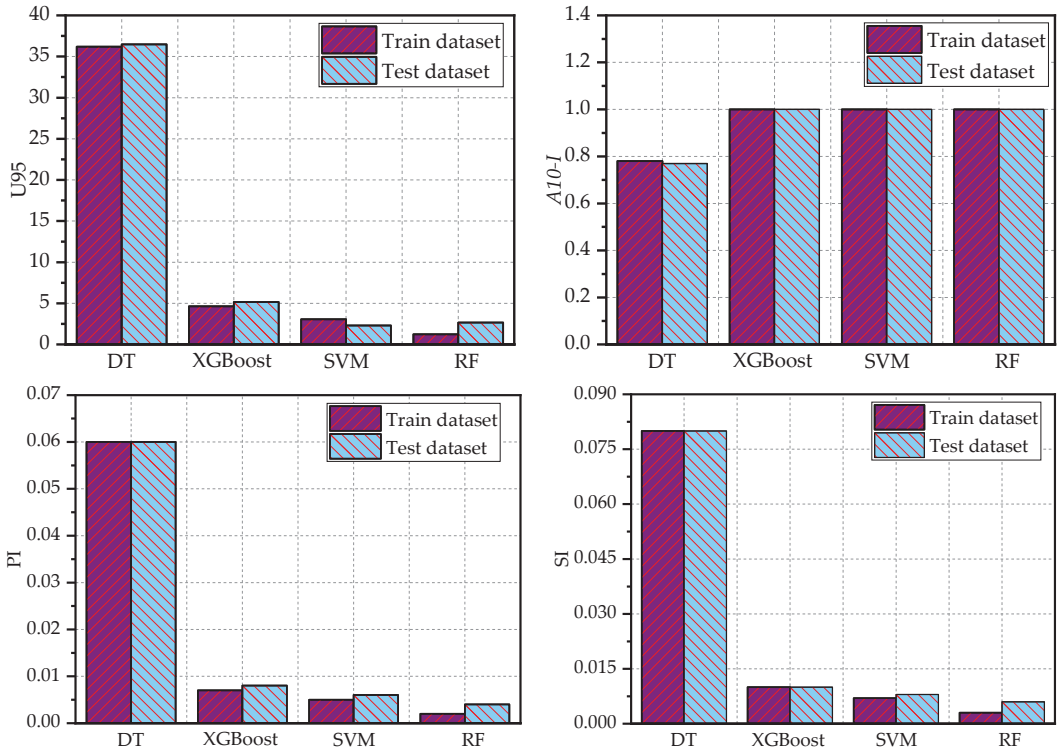 40
35
30
25
20
15
10
5
0
U95
Train dataset
Test dataset
DT XGBoost SVM RF
1.4
1.2
1.0
0.8
0.6
0.4
0.2
0.0
A10-I
Train dataset
Test dataset
DT XGBoost SVM RF
0.07
0.06
0.05
0.04
0.03
0.02
0.01
0.00
PI
Train dataset
Test dataset
DT XGBoost SVM RF
0.090
0.075
0.060
0.045
0.030
0.015
0.000
SI
Train dataset
Test dataset
DT XGBoost SVM RF